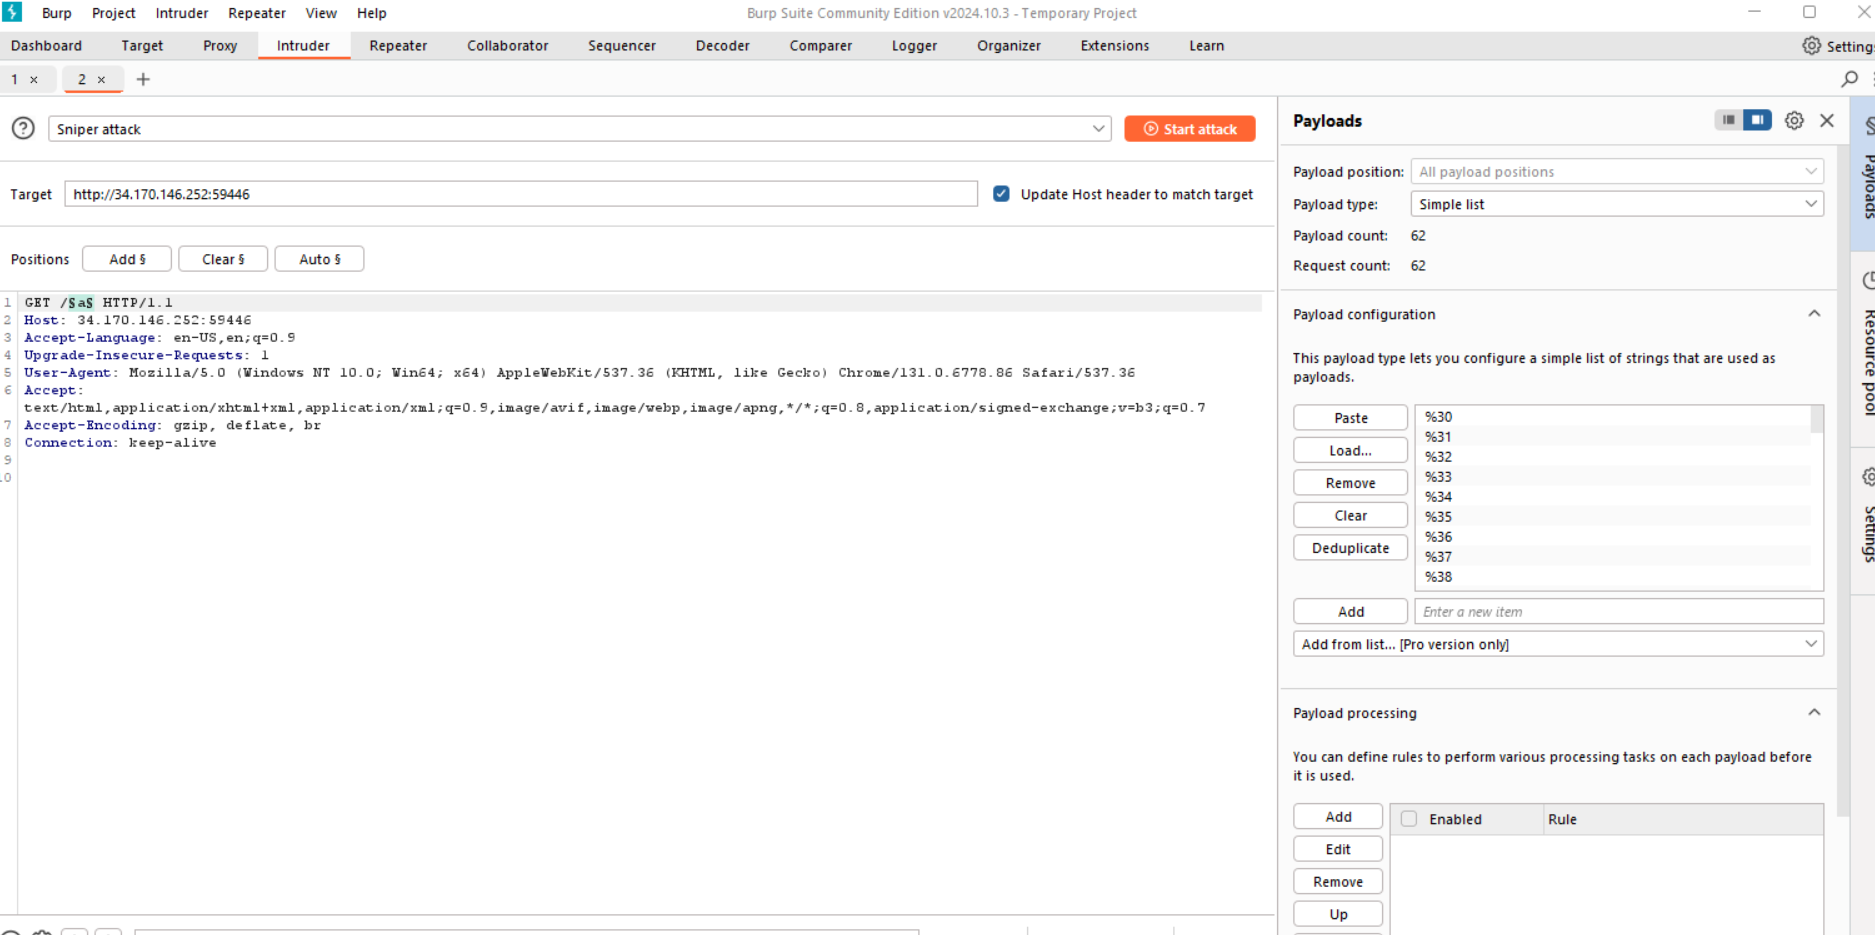 Burp Project Intruder Repeater View Help Burp Suite Community Edition v2024.10.3 - Temporary Project
Dashboard Target Proxy Intruder Repeater Collaborator Sequencer Decoder Comparer Logger Organizer Extensions Learn Setting
1 × 2 × +
Sniper attack Start attack
Target http://34.170.146.252:59446 Update Host header to match target
Positions Add § Clear § Auto §
1 GET /§a§ HTTP/1.1
2 Host: 34.170.146.252:59446
3 Accept-Language: en-US,en;q=0.9
4 Upgrade-Insecure-Requests: 1
5 User-Agent: Mozilla/5.0 (Windows NT 10.0; Win64; x64) AppleWebKit/537.36 (KHTML, like Gecko) Chrome/131.0.6778.86 Safari/537.36
6 Accept:
text/html,application/xhtml+xml,application/xml;q=0.9,image/avif,image/webp,image/apng,*/*;q=0.8,application/signed-exchange;v=b3;q=0.7
7 Accept-Encoding: gzip, deflate, br
8 Connection: keep-alive
9
10
Payloads
Payload position: All payload positions
Payload type: Simple list
Payload count: 62
Request count: 62
Payload configuration
This payload type lets you configure a simple list of strings that are used as
payloads.
Paste
Load...
Remove
Clear
Deduplicate
%30
%31
%32
%33
%34
%35
%36
%37
%38
Add Enter a new item
Add from list... [Pro version only]
Payload processing
You can define rules to perform various processing tasks on each payload before
it is used.
Add
Edit
Remove
Up
Enabled Rule
Payloads
Resource pool
Settings